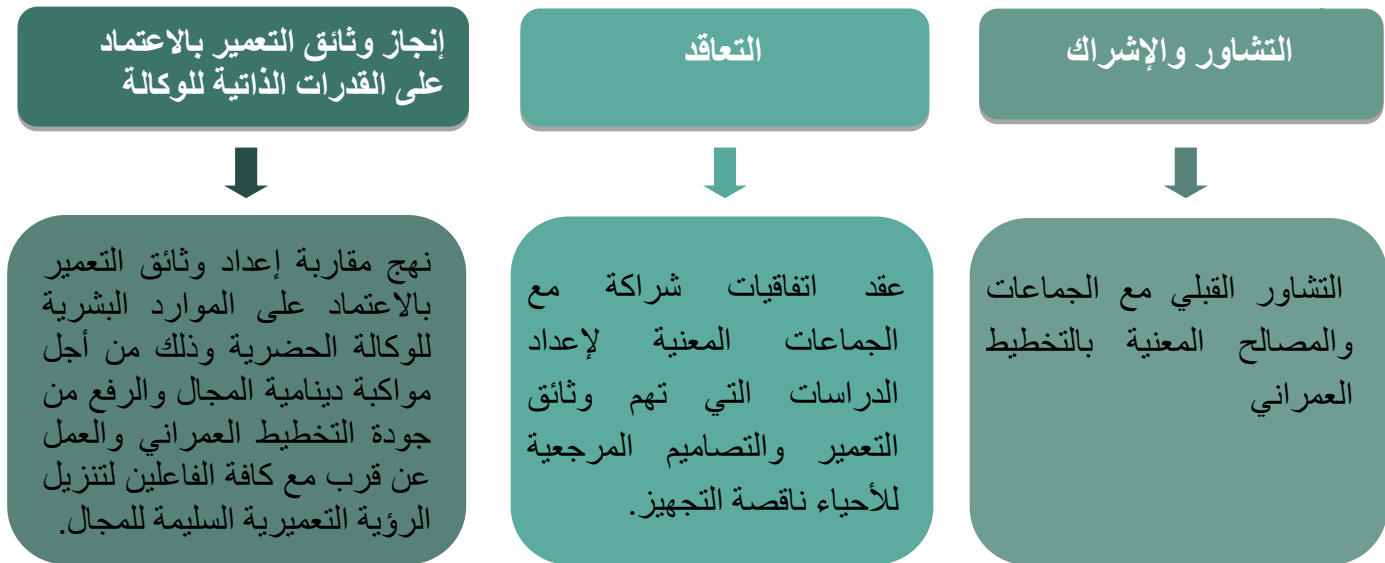 التشاور والإشراك
التشاور القبلي مع الجماعات
والمصالح المعنية بالتخطيط
العمراني
التعاقد
عقد اتفاقيات شراكة مع
الجماعات المعنية لإعداد
الدراسات التي تهم وثائق
التعمير والتصاميم المرجعية
للأحياء ناقصة التجهيز.
إنجاز وثائق التعمير بالاعتماد
على القدرات الذاتية للوكالة
نهج مقاربة إعداد وثائق التعمير
بالاعتماد على الموارد البشرية
للوكالة الحضرية وذلك من أجل
مواكبة دينامية المجال والرفع من
جودة التخطيط العمراني والعمل
عن قرب مع كافة الفاعلين لتنزيل
الرؤية التعميرية السليمة للمجال.